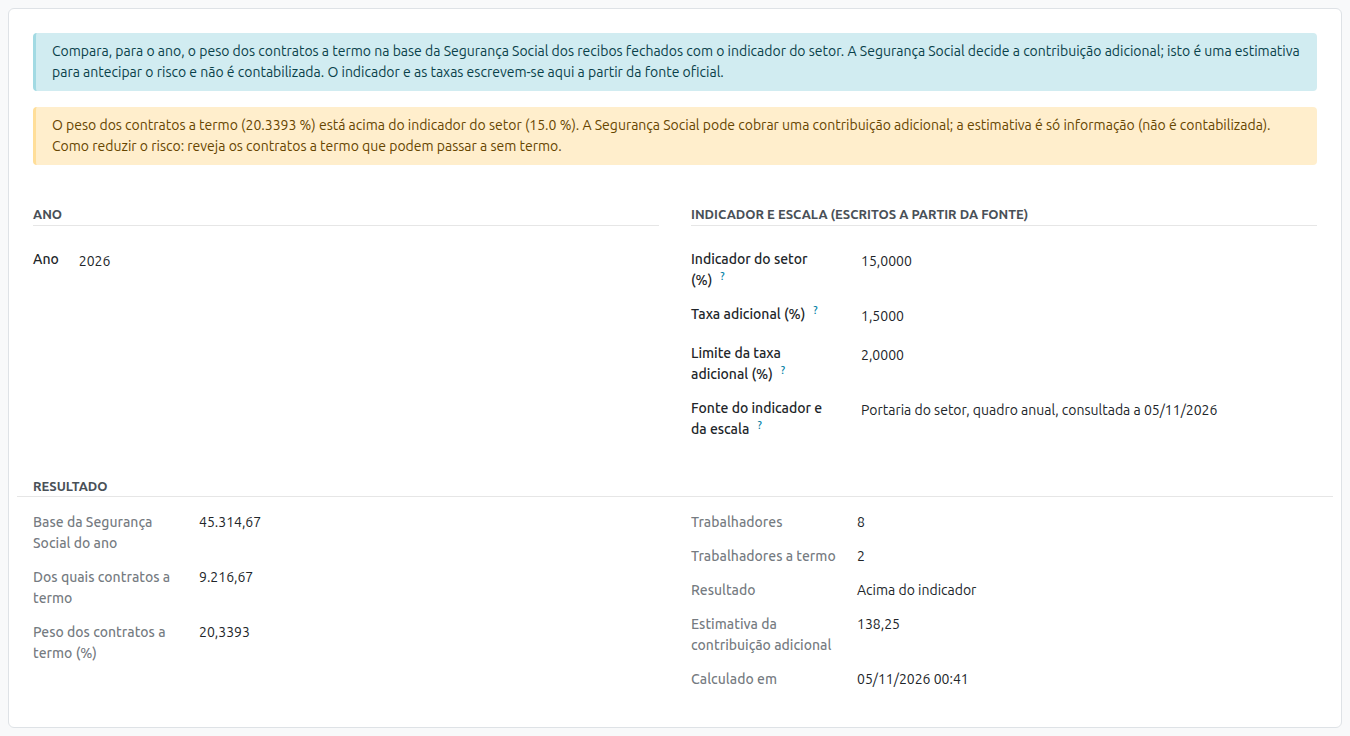 Compara, para o ano, o peso dos contratos a termo na base da Segurança Social dos recibos fechados com o indicador do setor. A Segurança Social decide a contribuição adicional; isto é uma estimativa
para antecipar o risco e não é contabilizada. O indicador e as taxas escrevem-se aqui a partir da fonte oficial.
O peso dos contratos a termo (20.3393 %) está acima do indicador do setor (15.0 %). A Segurança Social pode cobrar uma contribuição adicional; a estimativa é só informação (não é contabilizada).
Como reduzir o risco: reveja os contratos a termo que podem passar a sem termo.
ANO
Ano 2026
INDICADOR E ESCALA (ESCRITOS A PARTIR DA FONTE)
Indicador do setor
(%) ? 15,0000
Taxa adicional (%) ? 1,5000
Limite da taxa
adicional (%) ? 2,0000
Fonte do indicador e
da escala ? Portaria do setor, quadro anual, consultada a 05/11/2026
RESULTADO
Base da Segurança
Social do ano 45.314,67
Dos quais contratos a
termo 9.216,67
Peso dos contratos a
termo (%) 20,3393
Trabalhadores 8
Trabalhadores a termo 2
Resultado Acima do indicador
Estimativa da
contribuição adicional 138,25
Calculado em 05/11/2026 00:41